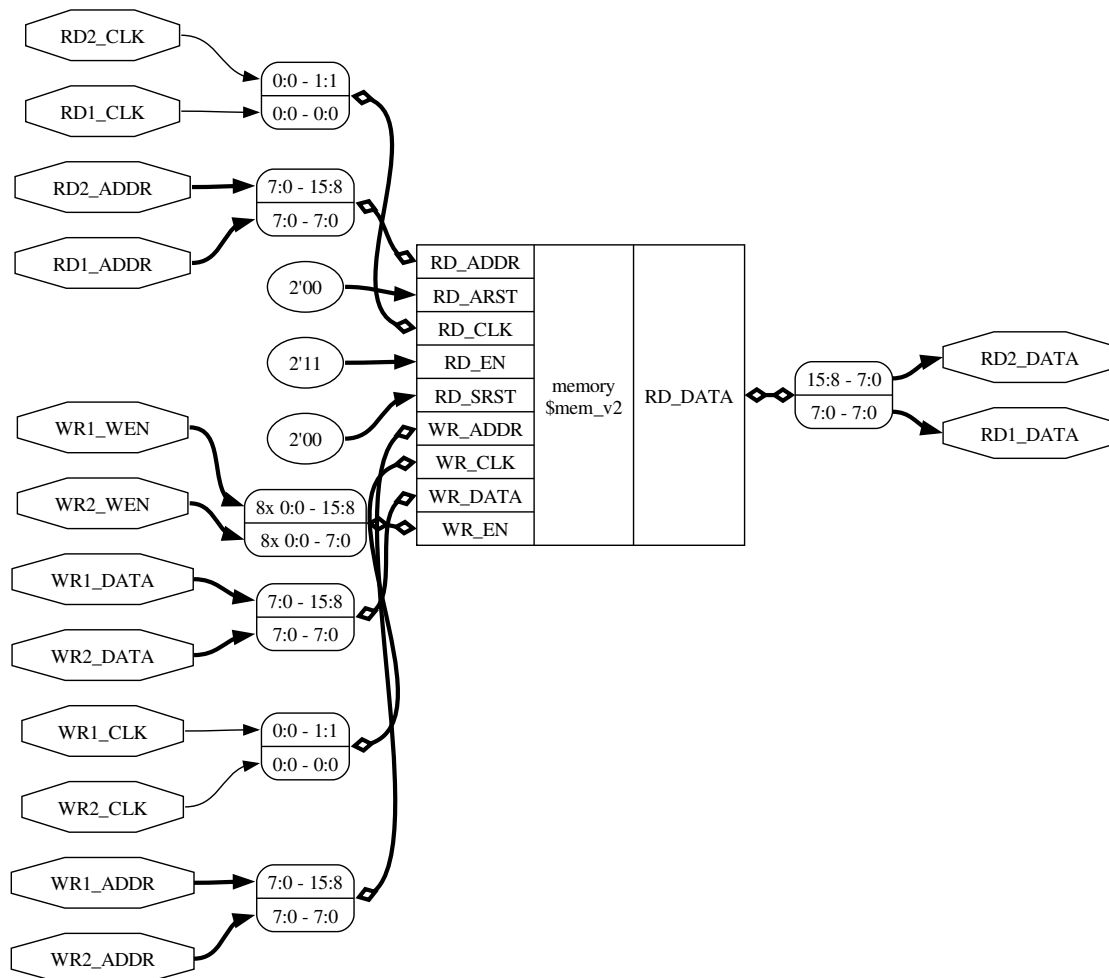 RD2_CLK
RD1_CLK
0:0 - 1:1
0:0 - 0:0
RD2_ADDR
RD1_ADDR
7:0 - 15:8
7:0 - 7:0
2'00
2'11
2'00
WR1_WEN
WR2_WEN
8x 0:0 - 15:8
8x 0:0 - 7:0
WR1_DATA
WR2_DATA
7:0 - 15:8
7:0 - 7:0
WR1_CLK
WR2_CLK
0:0 - 1:1
0:0 - 0:0
WR1_ADDR
WR2_ADDR
7:0 - 15:8
7:0 - 7:0
RD_ADDR
RD_ARST
RD_CLK
RD_EN
RD_SRST
WR_ADDR
WR_CLK
WR_DATA
WR_EN
memory
$mem_v2
RD_DATA
15:8 - 7:0
7:0 - 7:0
RD2_DATA
RD1_DATA